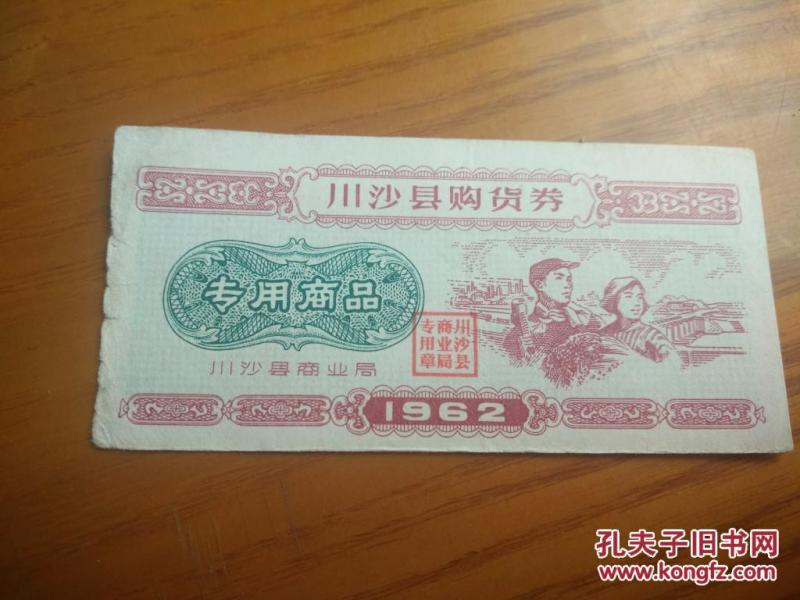 川沙县购货券
专用商品
川沙县商业局
川沙县
商业局
专用章
1962
孔夫子旧书网
www.kongfz.com